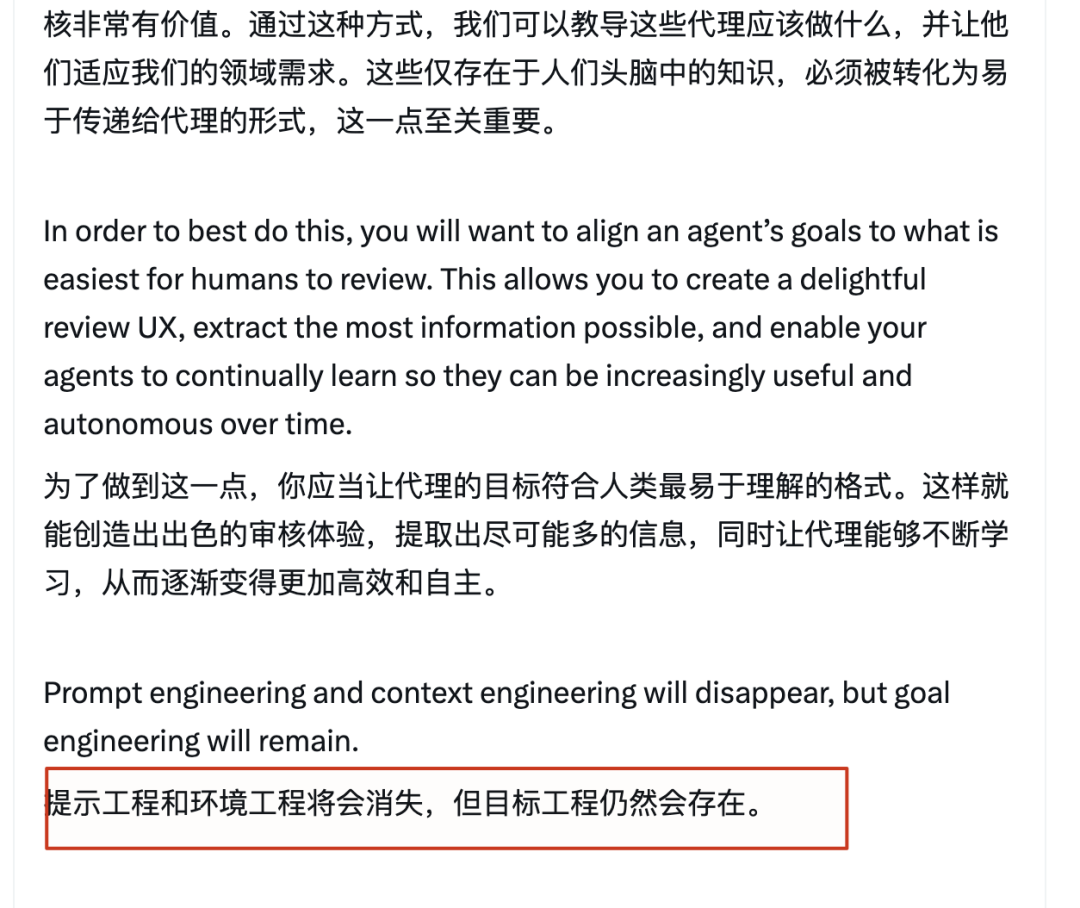 核非常有价值。通过这种方式，我们可以教导这些代理应该做什么，并让他
们适应我们的领域需求。这些仅存在于人们头脑中的知识，必须被转化为易
于传递给代理的形式，这一点至关重要。
In order to best do this, you will want to align an agent’s goals to what is
easiest for humans to review. This allows you to create a delightful
review UX, extract the most information possible, and enable your
agents to continually learn so they can be increasingly useful and
autonomous over time.
为了做到这一点，你应当让代理的目标符合人类最易于理解的格式。这样就
能创造出出色的审核体验，提取出尽可能多的信息，同时让代理能够不断学
习，从而逐渐变得更加高效和自主。
Prompt engineering and context engineering will disappear, but goal
engineering will remain.
提示工程和环境工程将会消失，但目标工程仍然会存在。